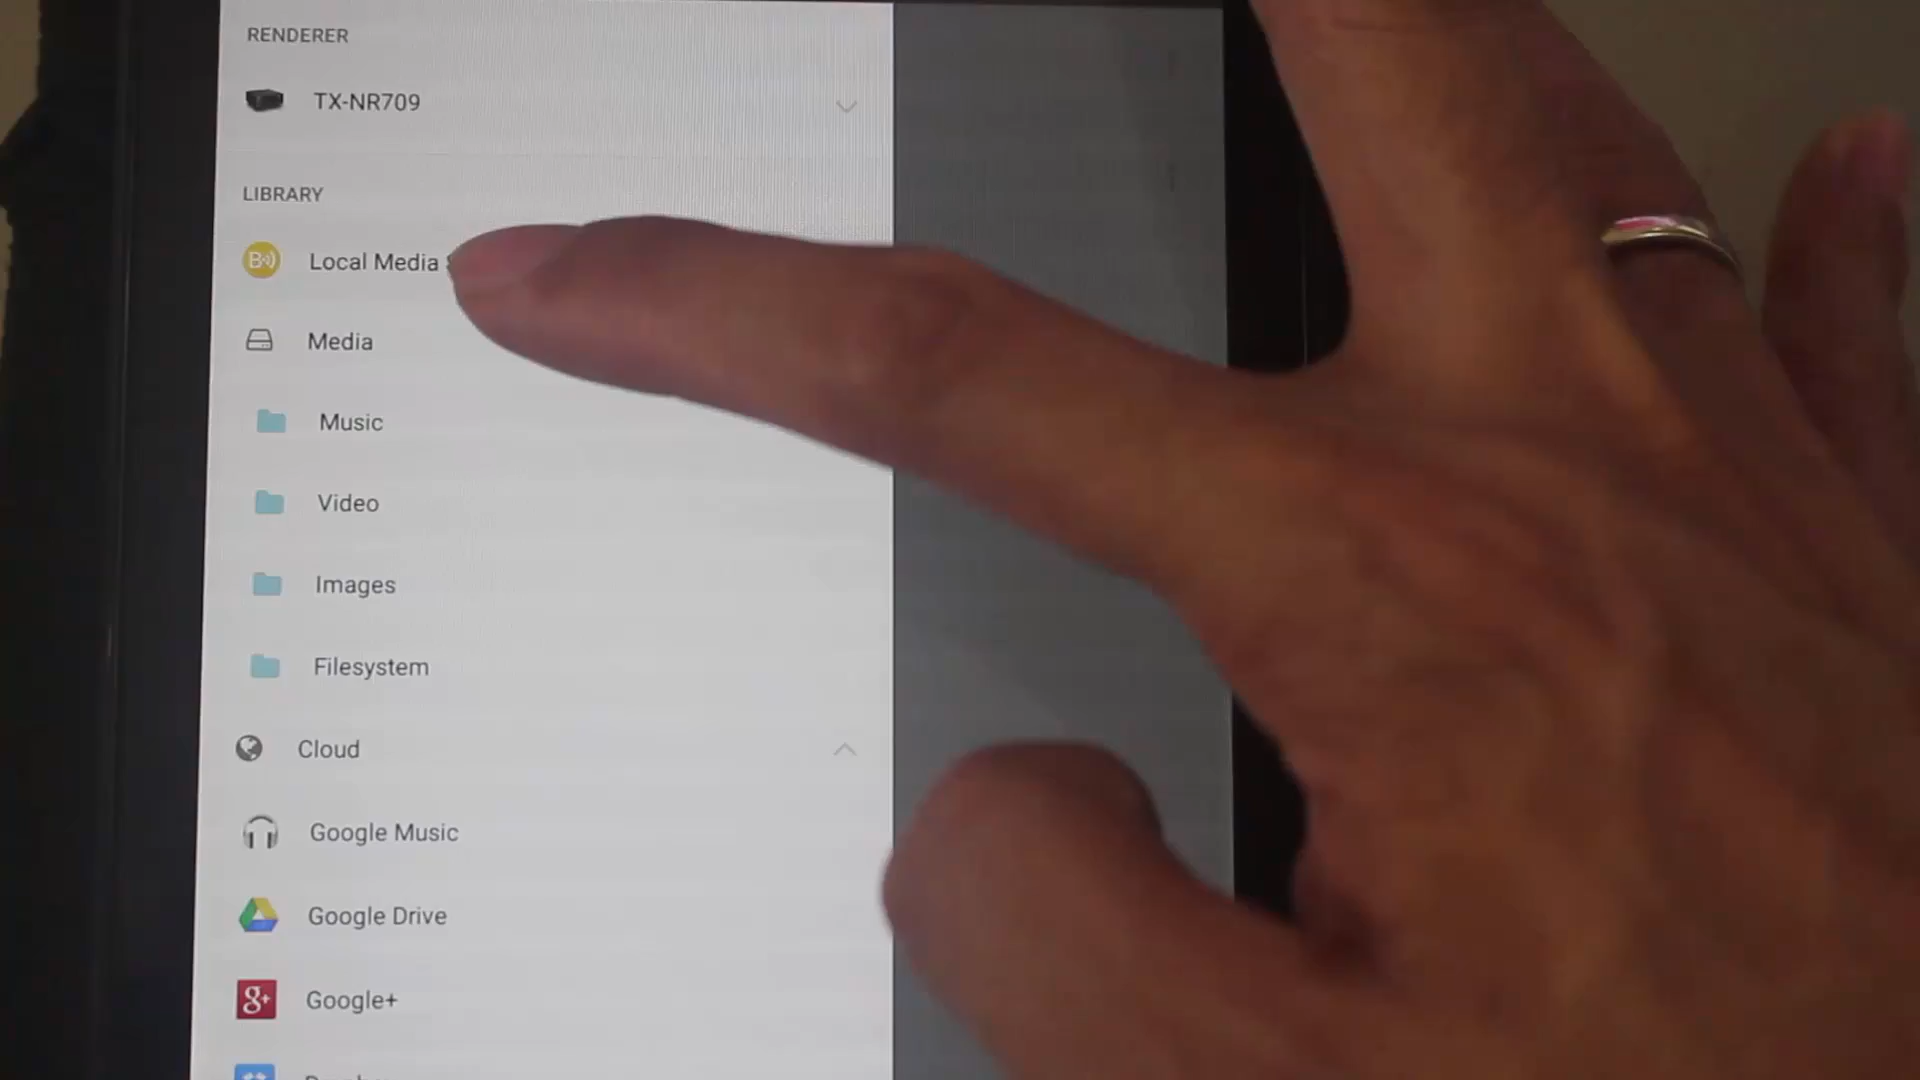 RENDERER
TX-NR709
LIBRARY
Local Media
Media
Music
Video
Images
Filesystem
Cloud
Google Music
Google Drive
Google+